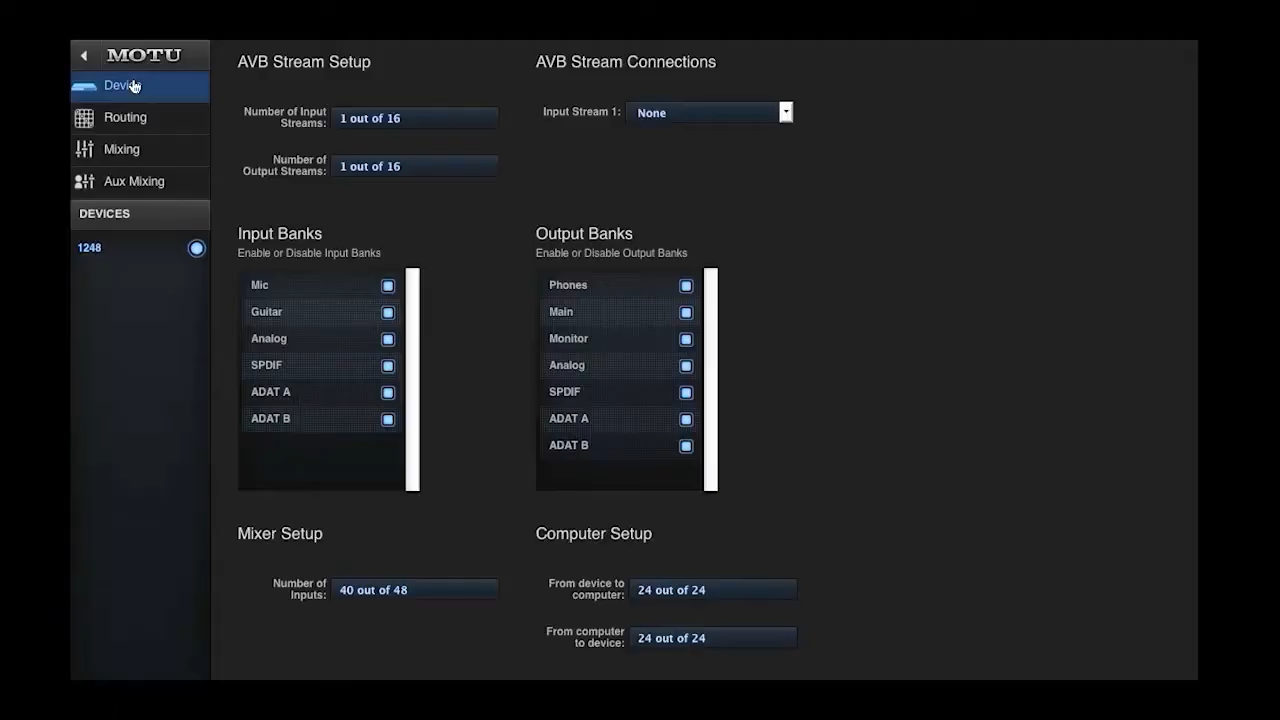 MOTU
Device
Routing
Mixing
Aux Mixing
DEVICES
1248
AVB Stream Setup
Number of Input
Streams:
1 out of 16
Number of
Output Streams:
1 out of 16
AVB Stream Connections
Input Stream 1:
None
Input Banks
Enable or Disable Input Banks
Mic
Guitar
Analog
SPDIF
ADAT A
ADAT B
Output Banks
Enable or Disable Output Banks
Phones
Main
Monitor
Analog
SPDIF
ADAT A
ADAT B
Mixer Setup
Number of
Inputs:
40 out of 48
Computer Setup
From device to
computer:
24 out of 24
From computer
to device:
24 out of 24